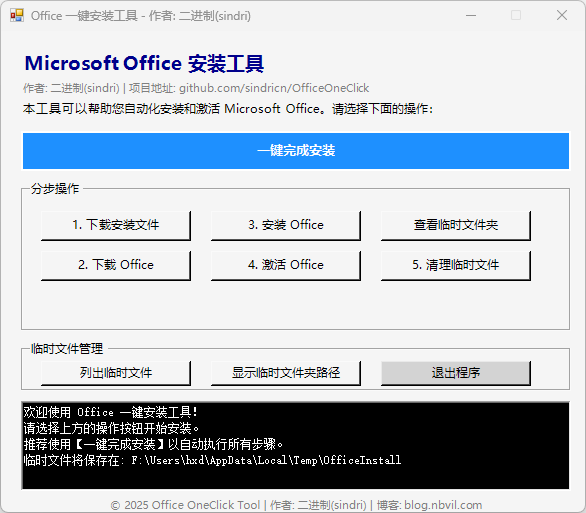 Office 一键安装工具 - 作者: 二进制(sindri)
Microsoft Office 安装工具
作者: 二进制(sindri) | 项目地址: github.com/sindricn/OfficeOneClick
本工具可以帮助您自动化安装和激活 Microsoft Office。请选择下面的操作：
一键完成安装
分步操作
1. 下载安装文件
3. 安装 Office
查看临时文件夹
2. 下载 Office
4. 激活 Office
5. 清理临时文件
临时文件管理
列出临时文件
显示临时文件夹路径
退出程序
欢迎使用 Office 一键安装工具！
请选择上方的操作按钮开始安装。
推荐使用【一键完成安装】以自动执行所有步骤。
临时文件将保存在: F:\Users\hxd\AppData\Local\Temp\OfficeInstall
© 2025 Office OneClick Tool | 作者: 二进制(sindri) | 博客: blog.nbvil.com